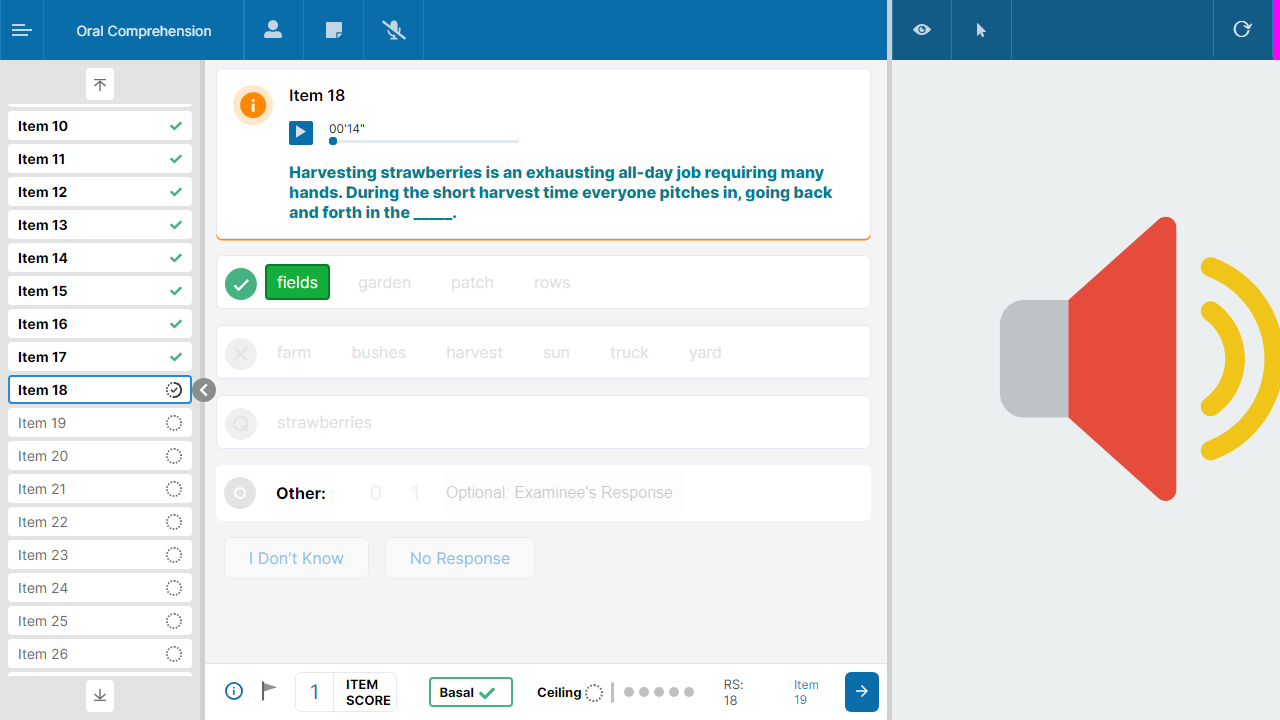 Oral Comprehension
Item 10
Item 11
Item 12
Item 13
Item 14
Item 15
Item 16
Item 17
Item 18
Item 19
Item 20
Item 21
Item 22
Item 23
Item 24
Item 25
Item 26
Item 18
00'14"
Harvesting strawberries is an exhausting all-day job requiring many
hands. During the short harvest time everyone pitches in, going back
and forth in the _____.
fields garden patch rows
farm bushes harvest sun truck yard
Q strawberries
Other: 0 1 Optional: Examinee's Response
I Don't Know No Response
1 ITEM SCORE
Basal
Ceiling
RS: 18
Item 19